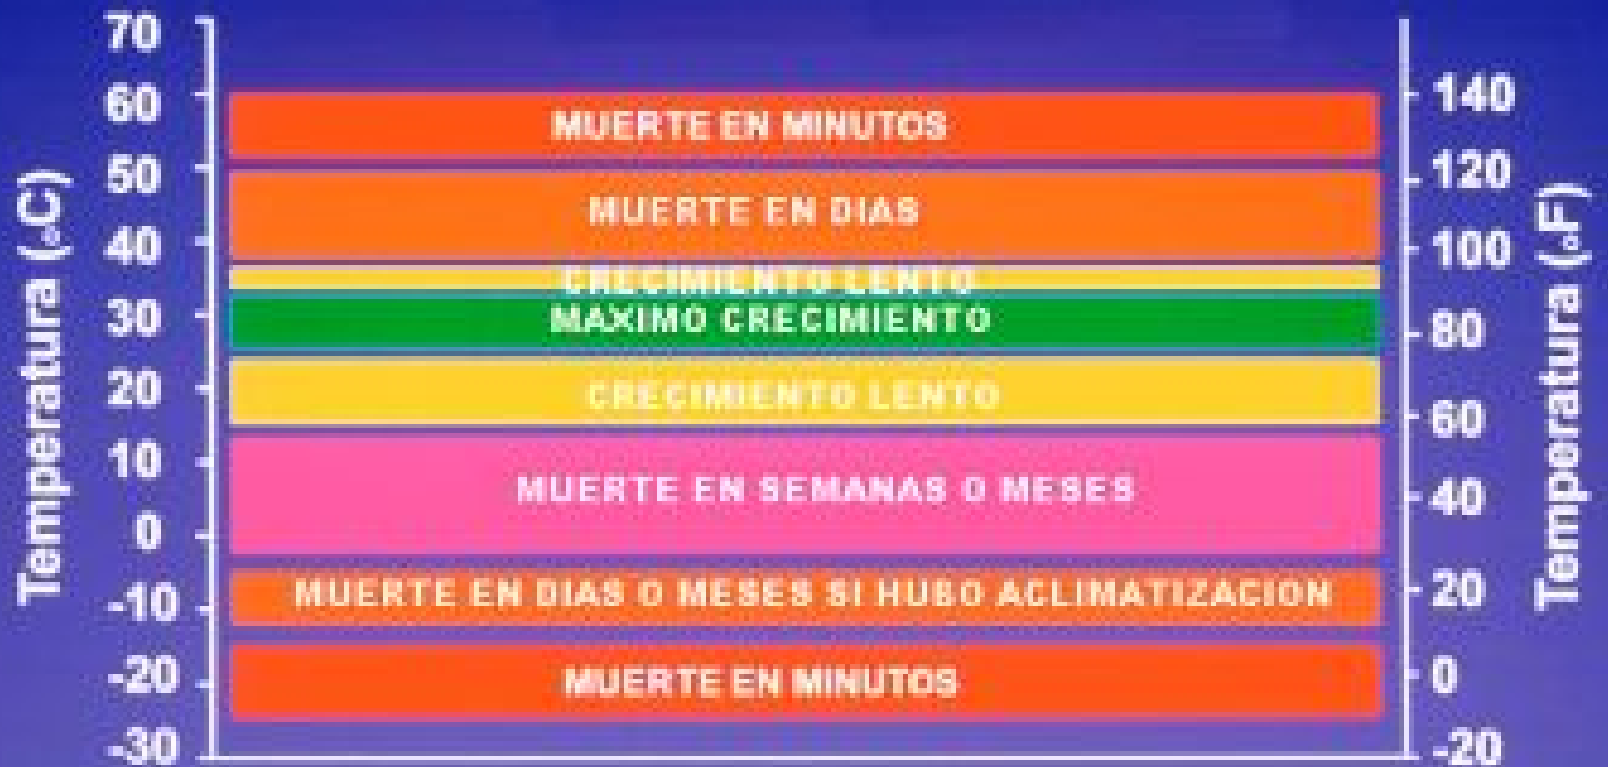 70
60
50
40
30
20
10
0
-10
-20
-30
Temperatura (oC)
MUERTE EN MINUTOS
MUERTE EN DIAS
CRECIMIENTO LENTO
MAXIMO CRECIMIENTO
CRECIMIENTO LENTO
MUERTE EN SEMANAS O MESES
MUERTE EN DIAS O MESES SI HUBO ACLIMATIZACION
MUERTE EN MINUTOS
140
120
100
80
60
40
20
0
-20
Temperatura (oF)